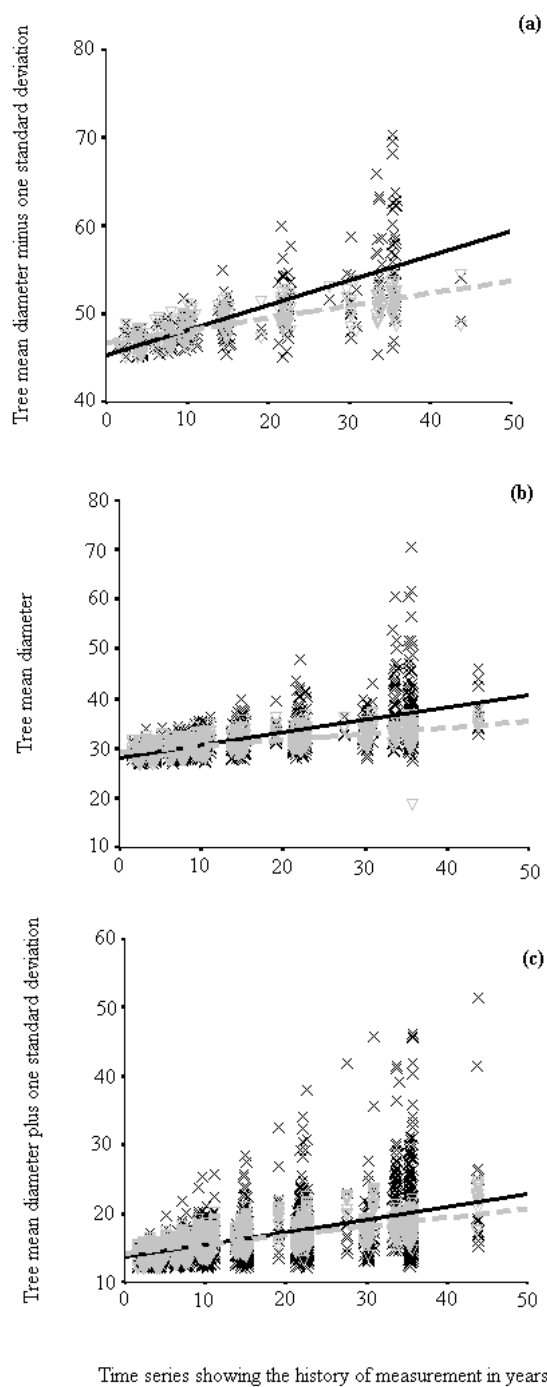 (a)
Tree mean diameter minus one standard deviation
80
70
60
50
40
0 10 20 30 40 50
(b)
Tree mean diameter
80
70
60
50
40
30
20
10
0 10 20 30 40 50
(c)
Tree mean diameter plus one standard deviation
60
50
40
30
20
10
0 10 20 30 40 50
Time series showing the history of measurement in years